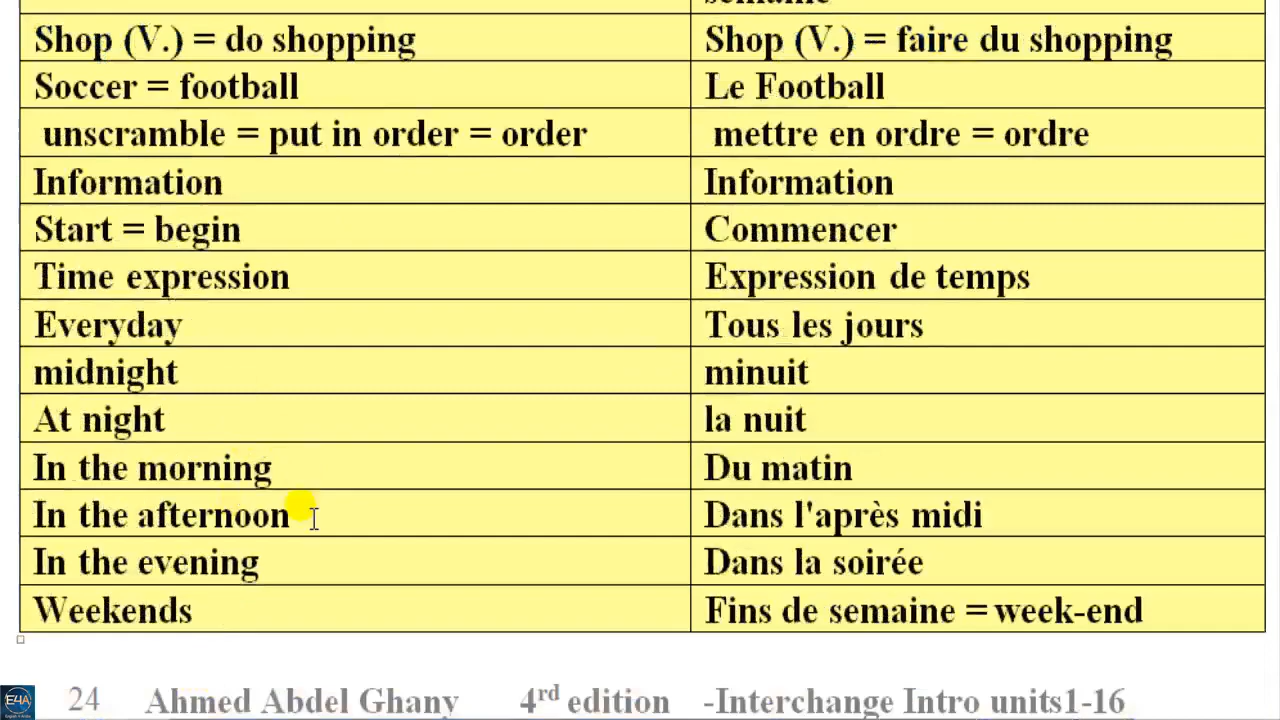 semaine
Shop (V.) = do shopping
Shop (V.) = faire du shopping
Soccer = football
Le Football
unscramble = put in order = order
mettre en ordre = ordre
Information
Information
Start = begin
Commencer
Time expression
Expression de temps
Everyday
Tous les jours
midnight
minuit
At night
la nuit
In the morning
Du matin
In the afternoon
Dans l'après midi
In the evening
Dans la soirée
Weekends
Fins de semaine = week-end
E4A
24 Ahmed Abdel Ghany 4rd edition -Interchange Intro units1-16